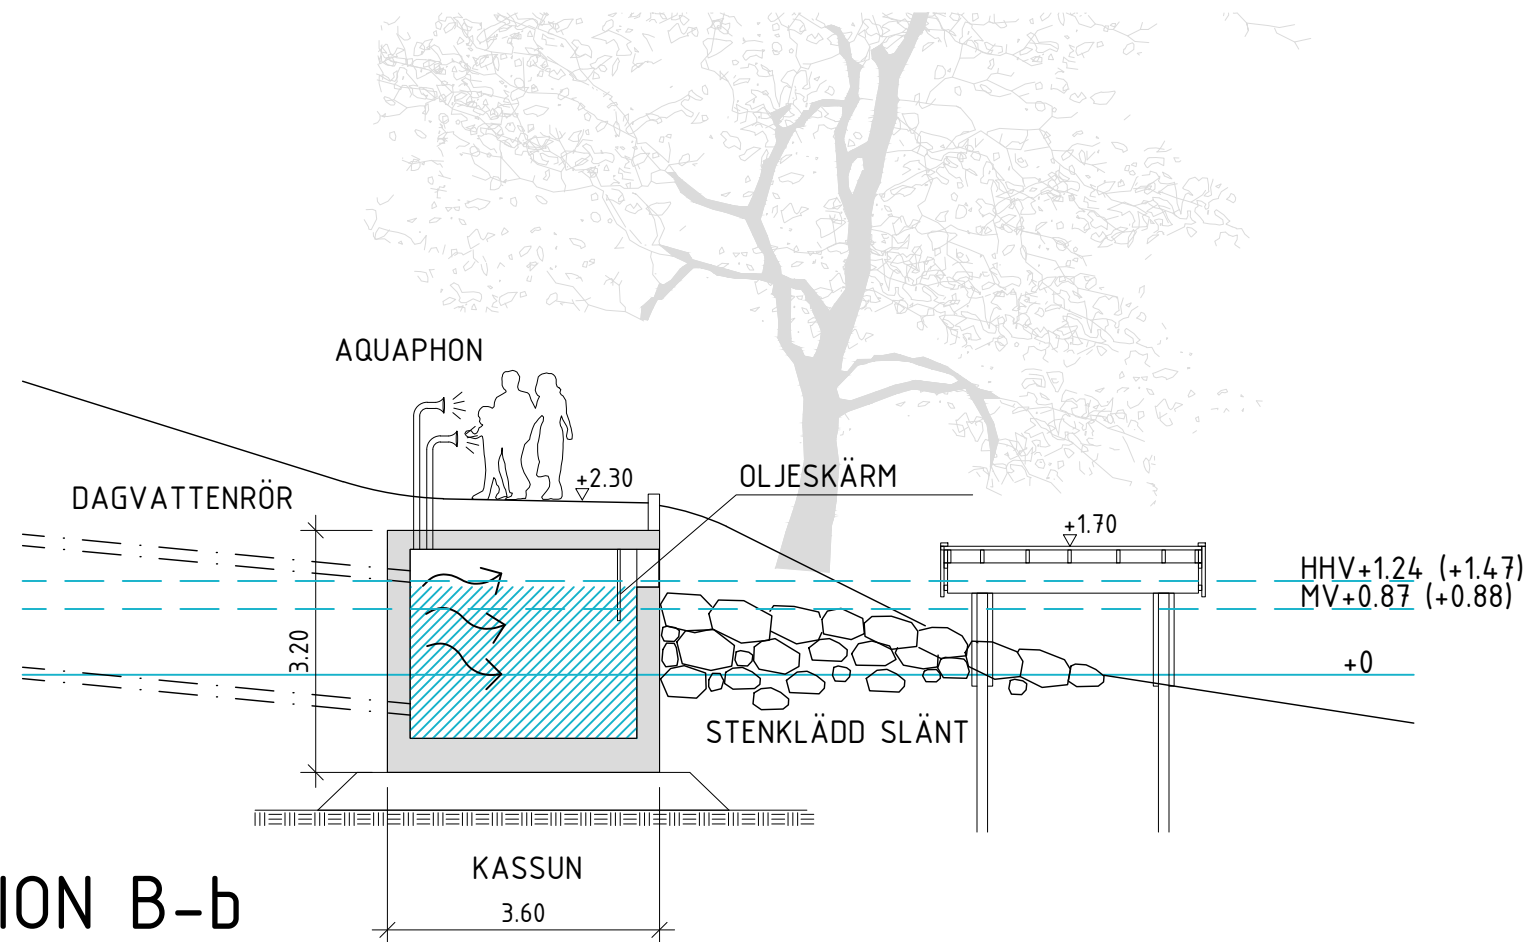 AQUAPHON
+2.30
OLJESKÄRM
DAGVATTENRÖR
+1.70
HHV+1.24 (+1.47)
MV+0.87 (+0.88)
3.20
+0
STENKLÄDD SLÄNT
KASSUN
3.60
ION B-b